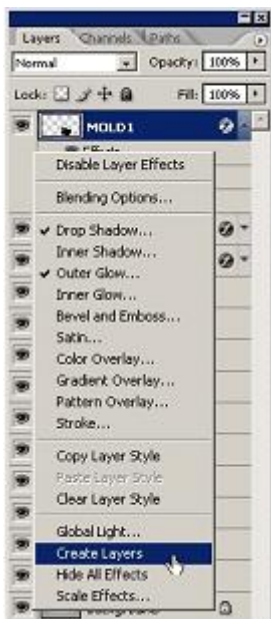 Layers Channels Paths
Normal Opacity: 100%
Lock: Fill: 100%
MOLD1
Effects
Disable Layer Effects
Blending Options...
Drop Shadow...
Inner Shadow...
Outer Glow...
Inner Glow...
Bevel and Emboss...
Satin...
Color Overlay...
Gradient Overlay...
Pattern Overlay...
Stroke...
Copy Layer Style
Paste Layer Style
Clear Layer Style
Global Light...
Create Layers
Hide All Effects
Scale Effects...
Background